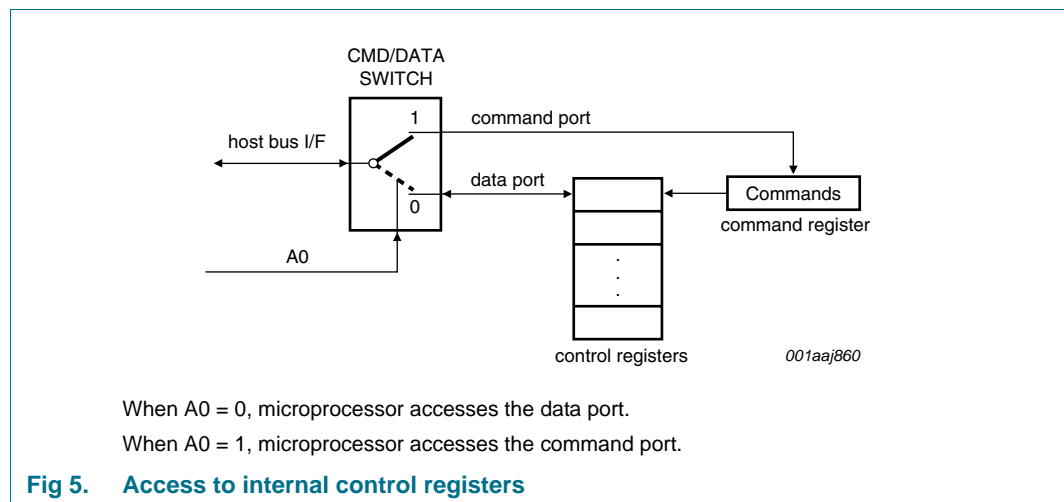 CMD/DATA
SWITCH
1
command port
host bus I/F
data port
0
Commands
command register
A0
.
.
.
control registers
001aaj860
When A0 = 0, microprocessor accesses the data port.
When A0 = 1, microprocessor accesses the command port.
Fig 5. Access to internal control registers